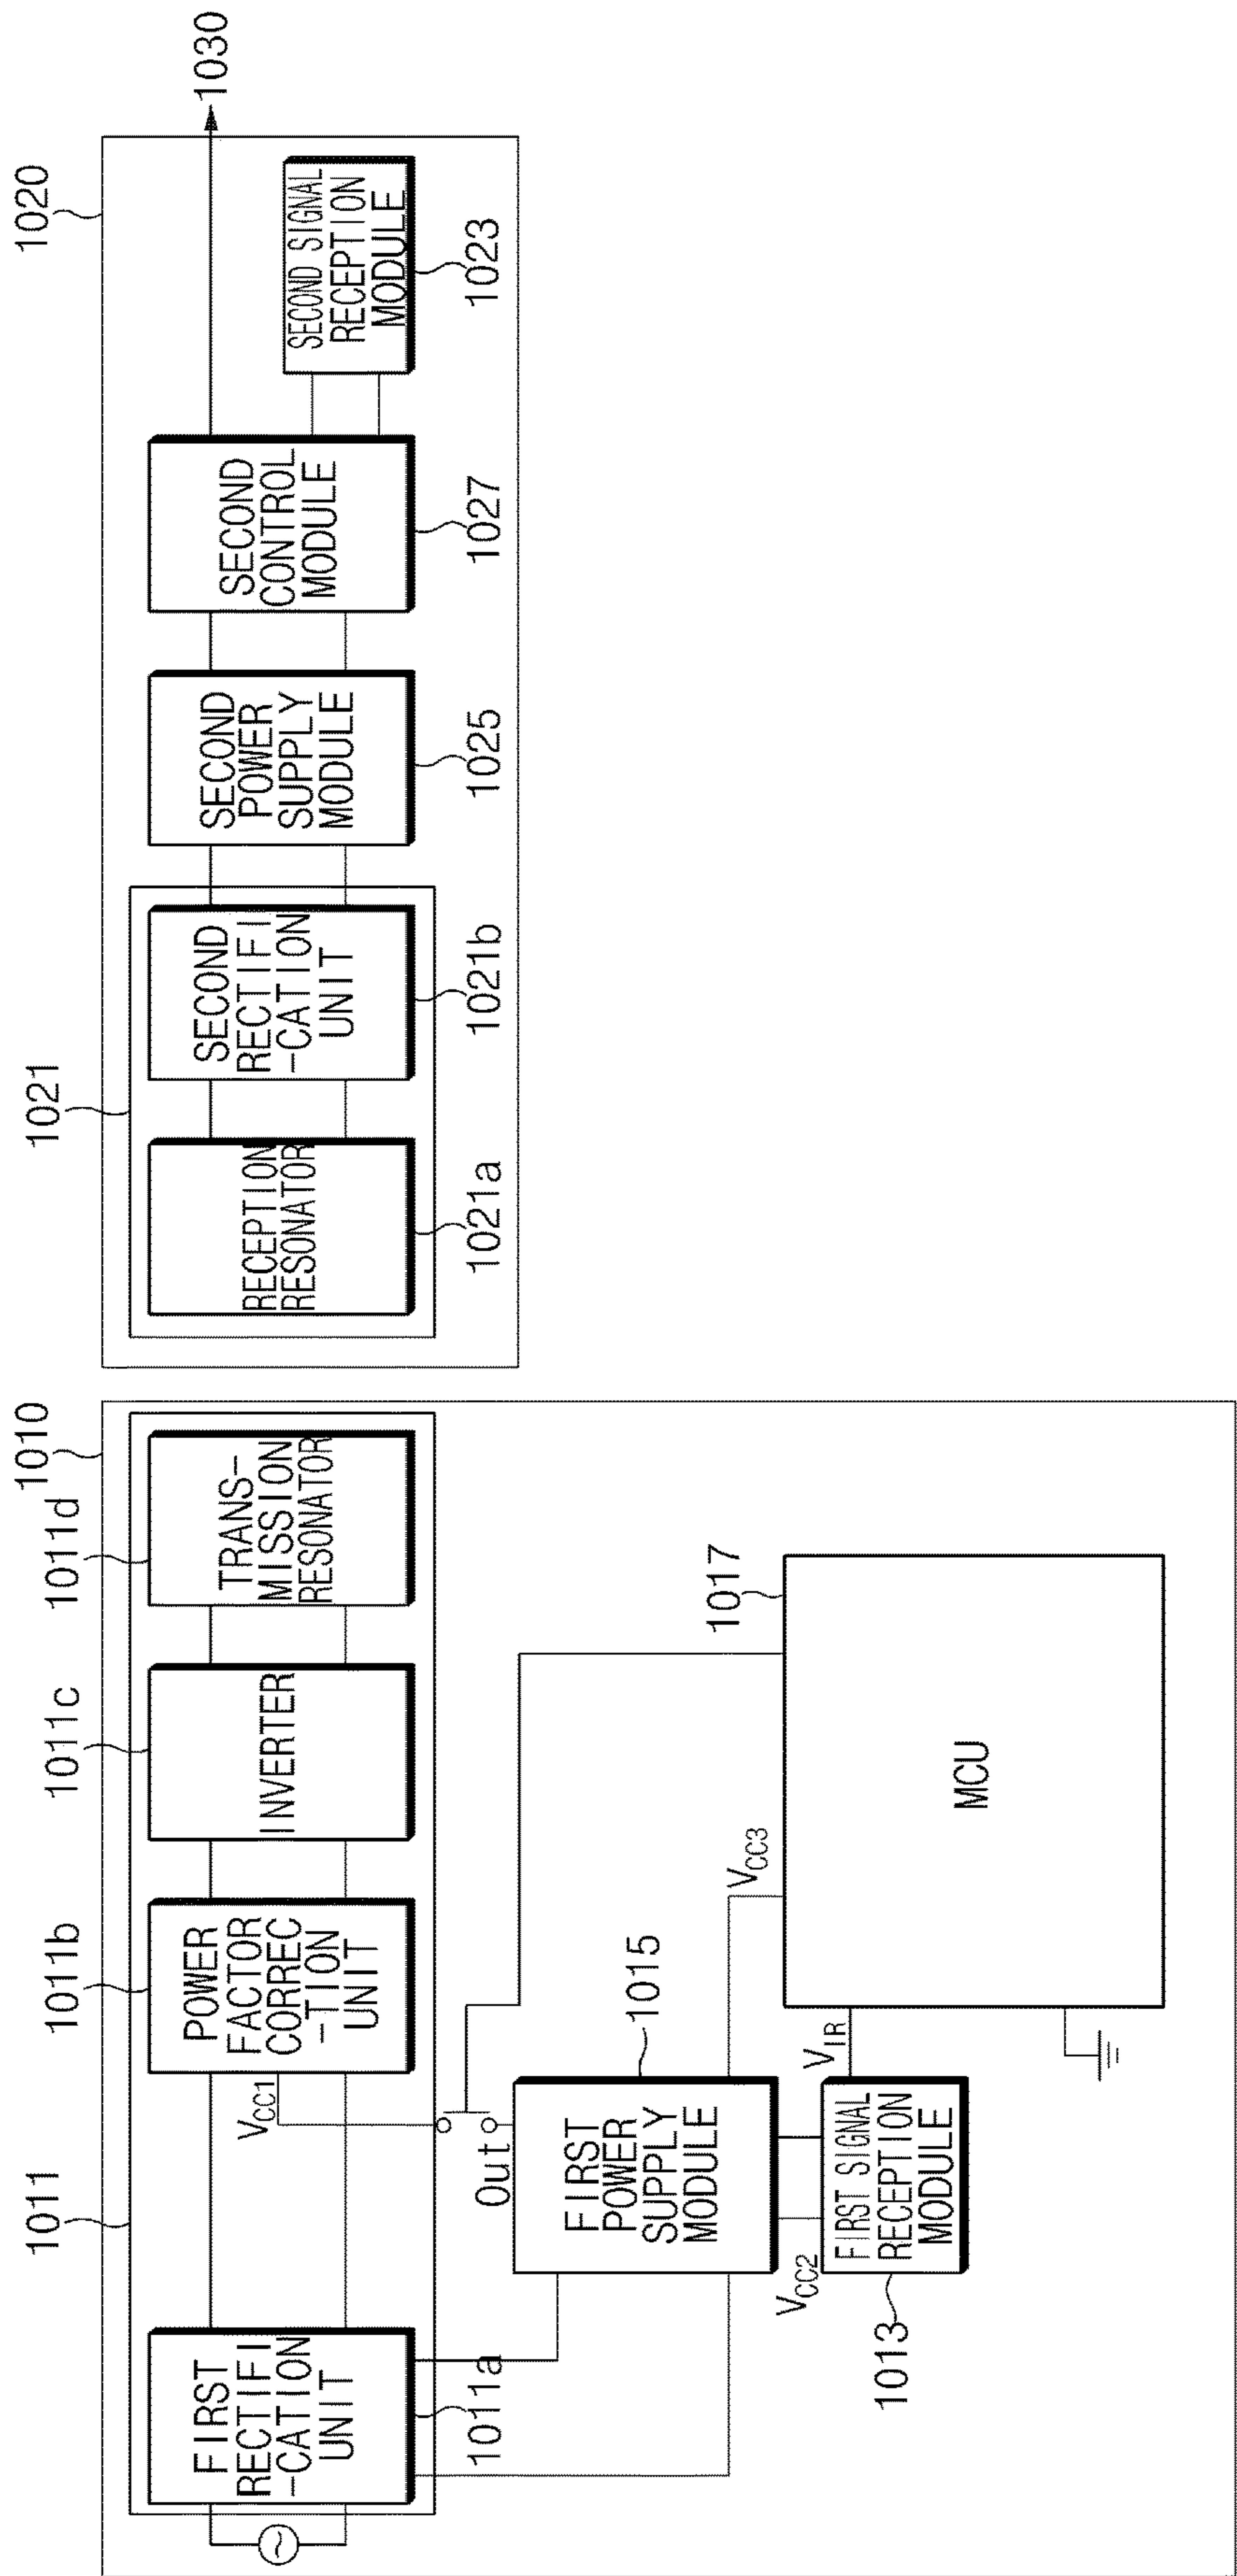 1011
1011b
1011c
1011d
1010
1021
1020
FIRST
RECTIFI
-CATION
UNIT
POWER
FACTOR
CORREC
-TION
UNIT
INVERTER
TRANS-
MISSION
RESONATOR
RECEPTION
RESONATOR
SECOND
RECTIFI
-CATION
UNIT
SECOND
POWER
SUPPLY
MODULE
SECOND
CONTROL
MODULE
1030
SECOND SIGNAL
RECEPTION
MODULE
VCC1
1011a
1021a
1021b
1025
1027
1023
Out
FIRST
POWER
SUPPLY
MODULE
1015
VCC3
1017
VCC2
VIR
FIRST SIGNAL
RECEPTION
MODULE
1013
MCU